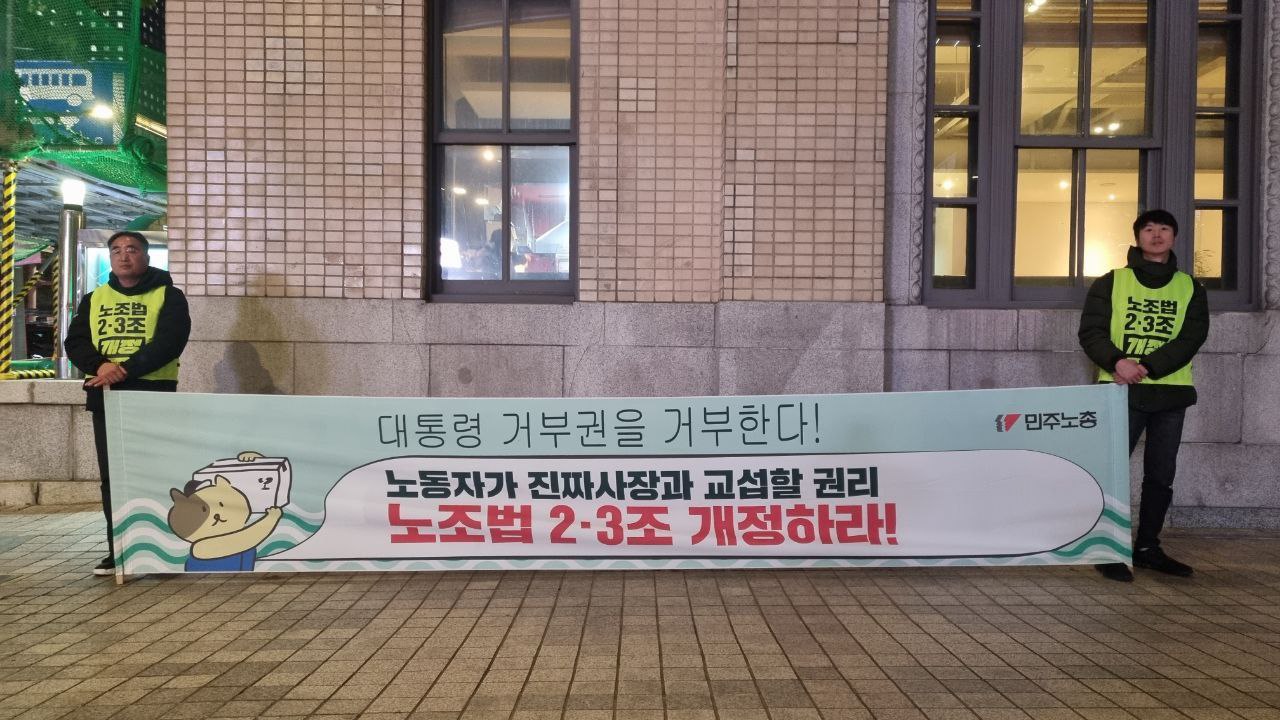 대통령 거부권을 거부한다!
민주노총
노동자가 진짜사장과 교섭할 권리
노조법 2·3조 개정하라!
노조법
2·3조
개정
노조법
2·3조
개정